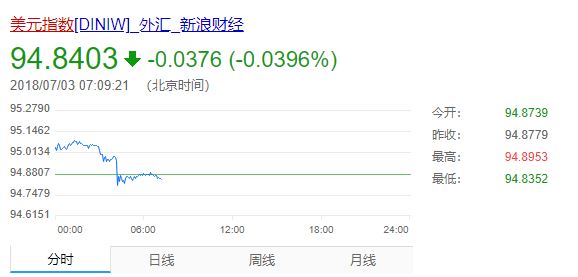 美元指数[DINIW]_外汇_新浪财经
94.8403 -0.0376 (-0.0396%)
2018/07/03 07:09:21 （北京时间）
95.2790
95.1462
95.0134
94.8807
94.7479
94.6151
00:00 06:00 12:00 18:00 24:00
今开： 94.8739
昨收： 94.8779
最高： 94.8953
最低： 94.8352
分时 日线 周线 月线